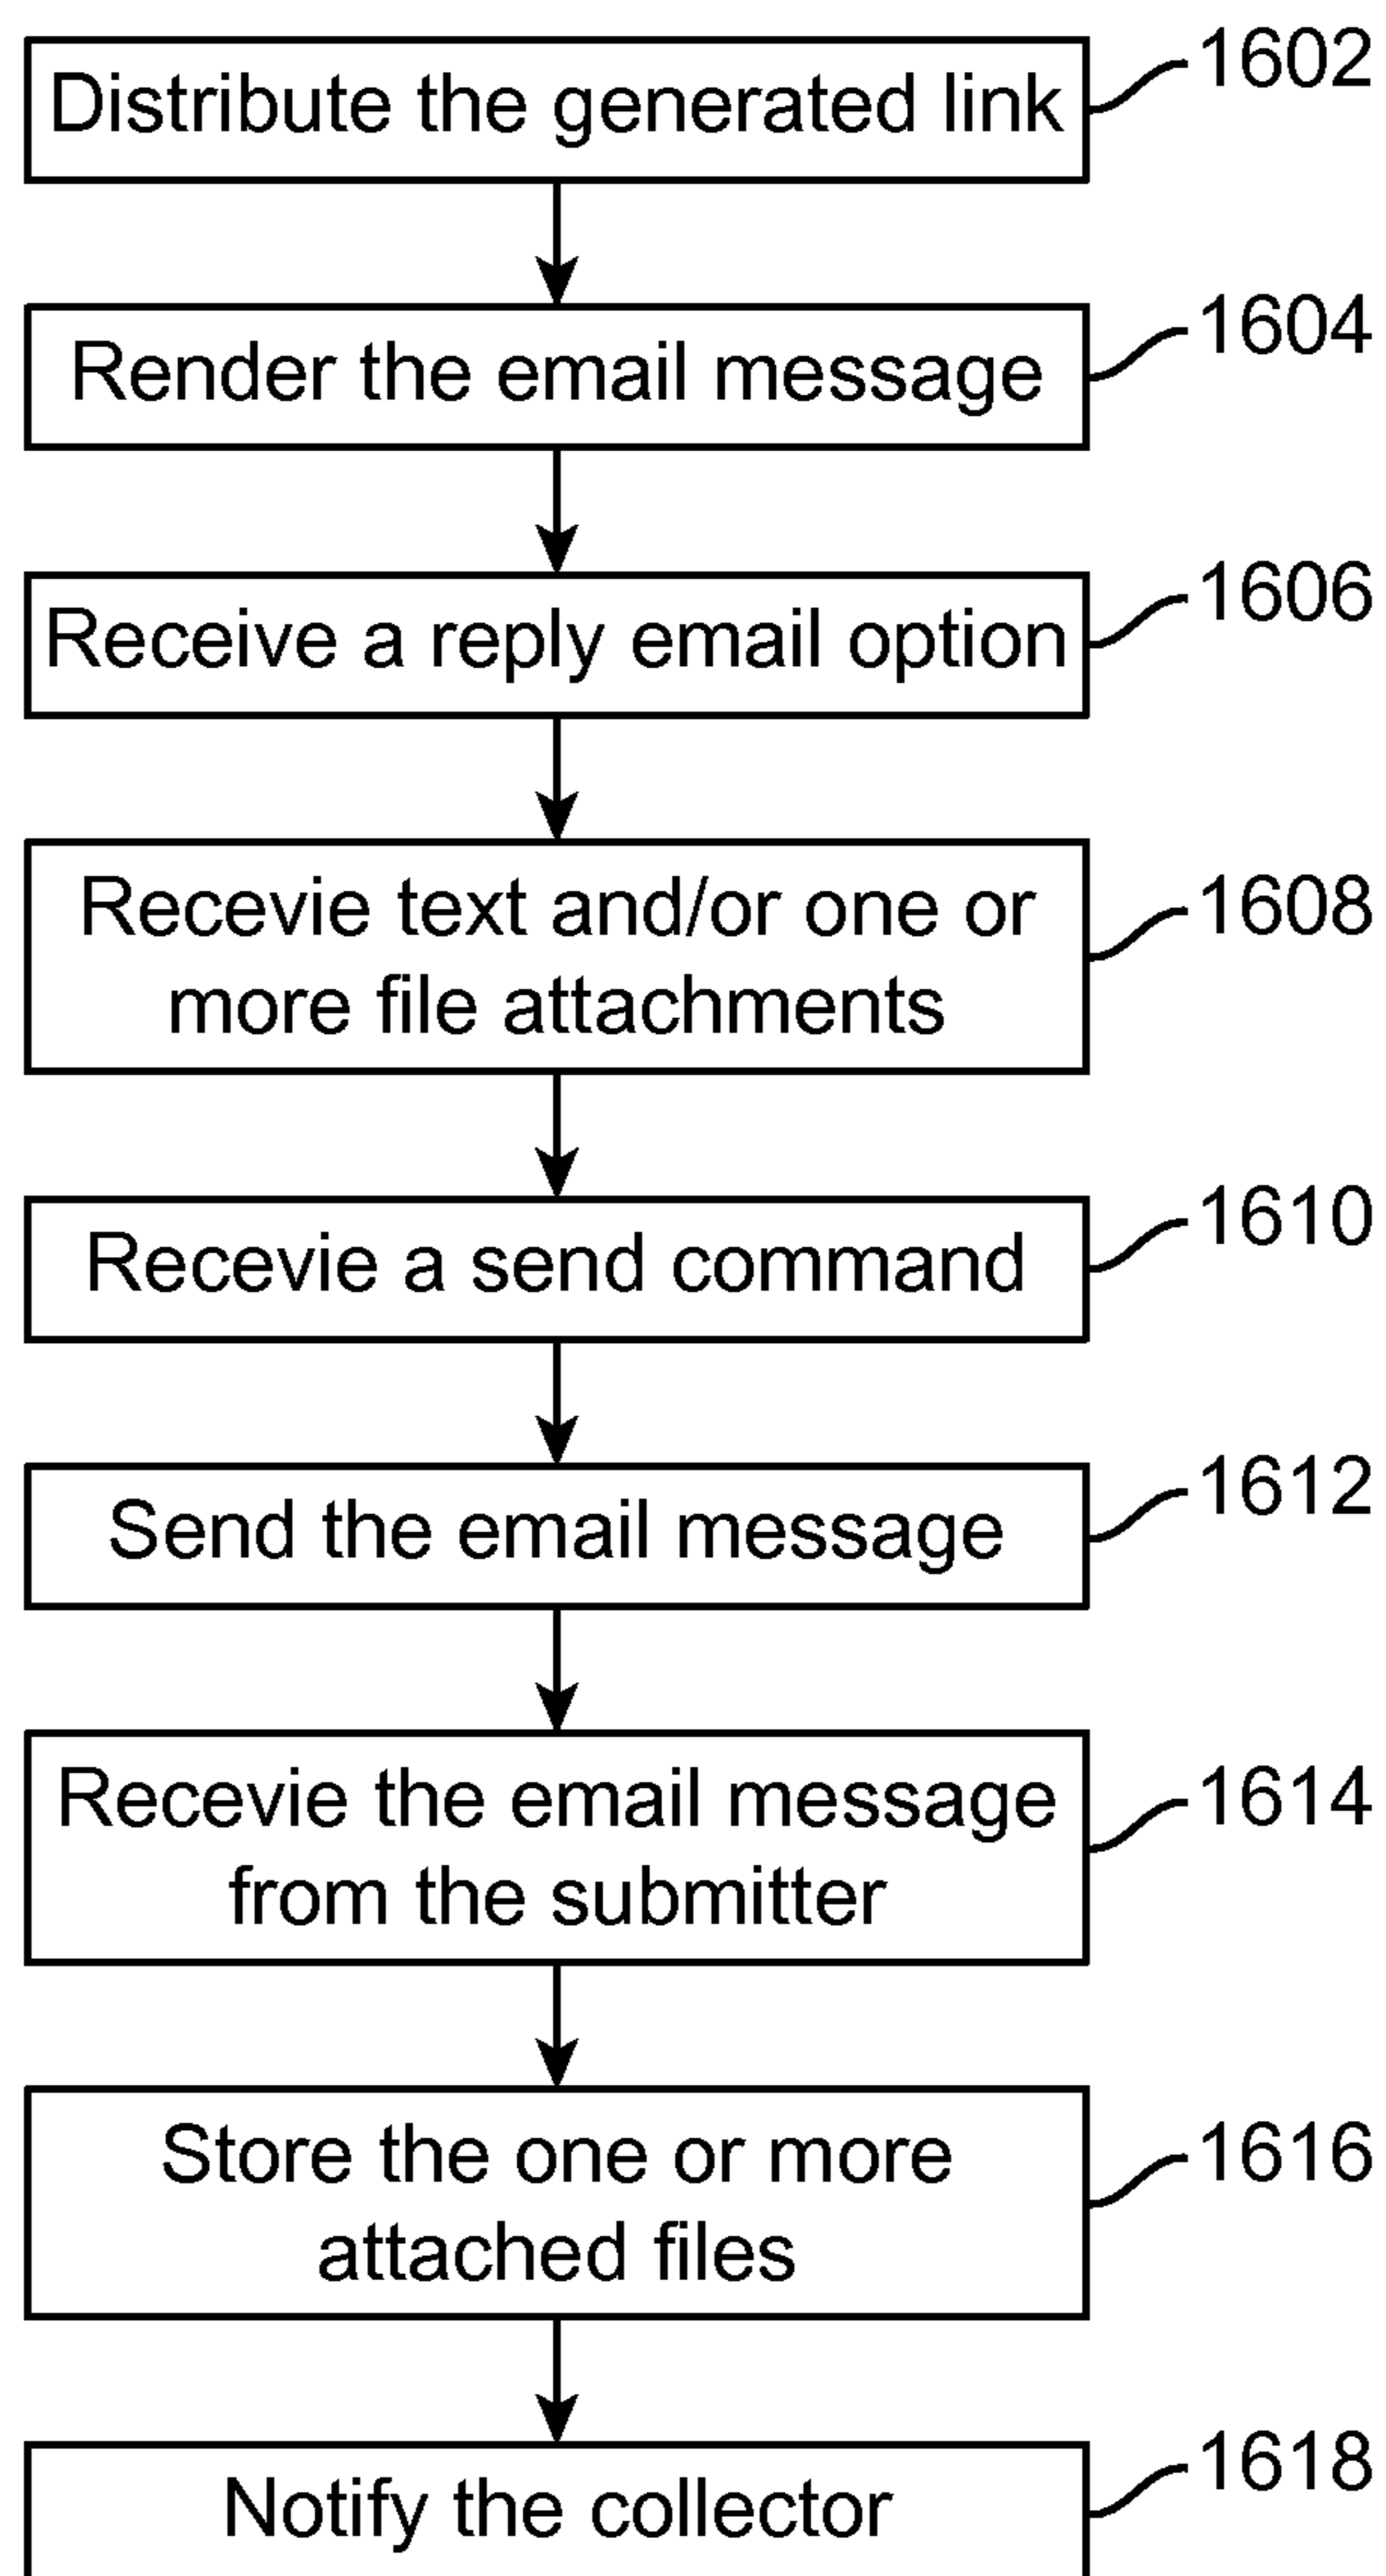 Distribute the generated link
1602
Render the email message
1604
Receive a reply email option
1606
Recevie text and/or one or
more file attachments
1608
Recevie a send command
1610
Send the email message
1612
Recevie the email message
from the submitter
1614
Store the one or more
attached files
1616
Notify the collector
1618